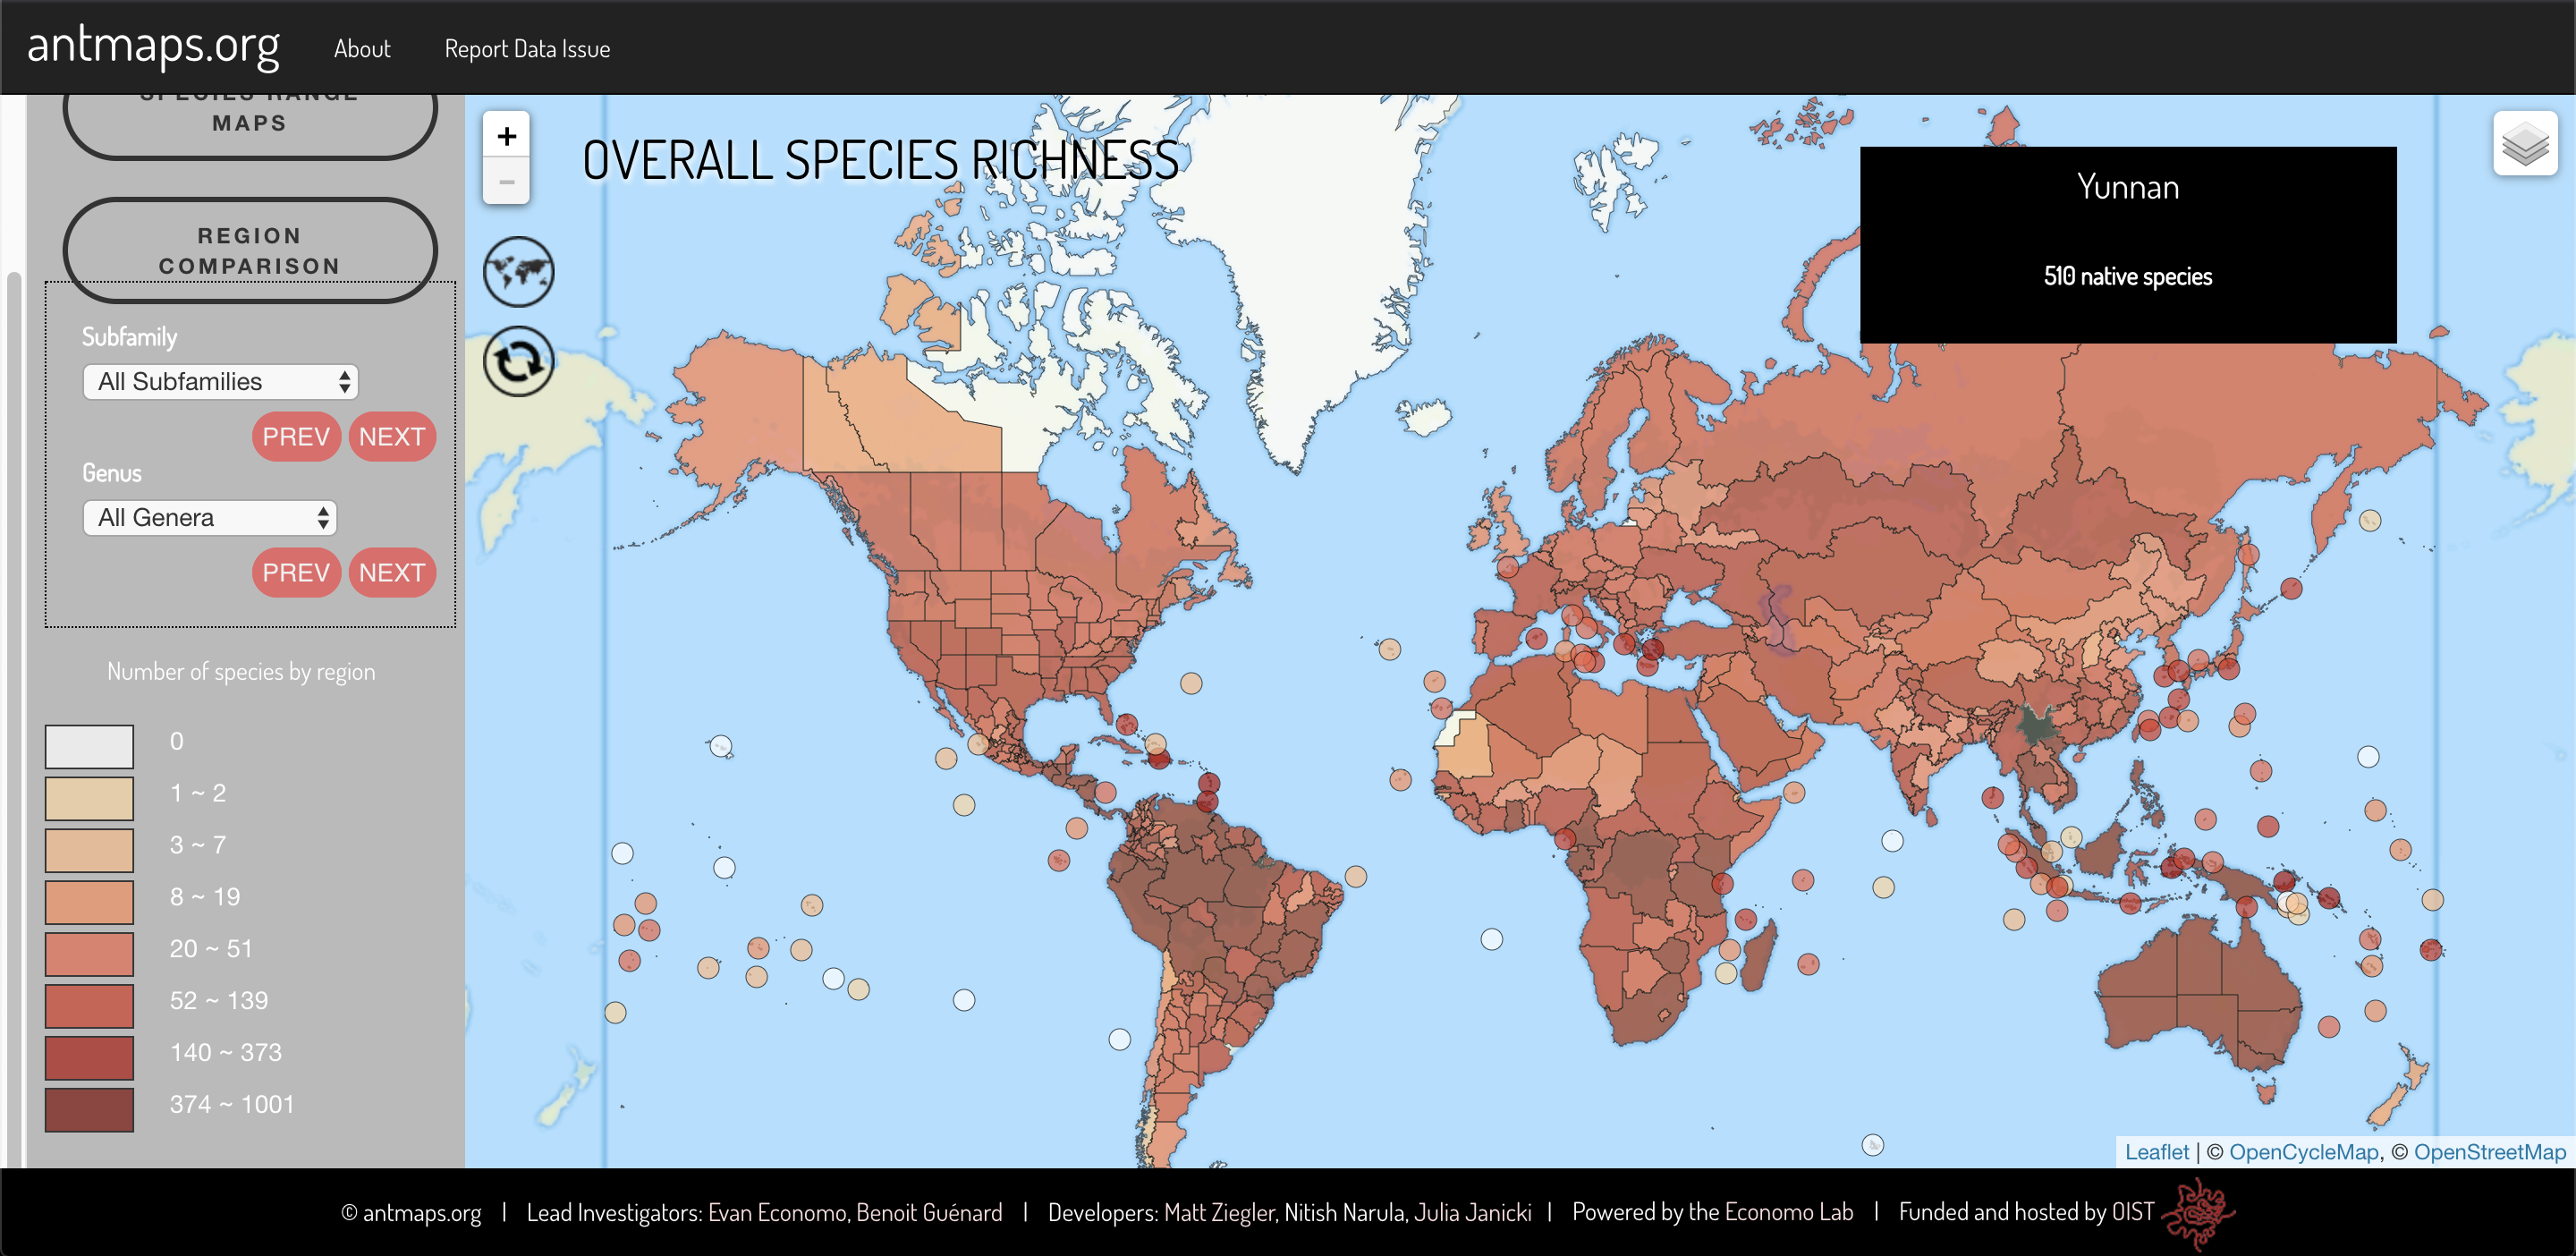 antmaps.org About Report Data Issue
SPECIES RANGE
MAPS
REGION
COMPARISON
Subfamily
All Subfamilies
PREV NEXT
Genus
All Genera
PREV NEXT
Number of species by region
0
1 ~ 2
3 ~ 7
8 ~ 19
20 ~ 51
52 ~ 139
140 ~ 373
374 ~ 1001
+
−
OVERALL SPECIES RICHNESS
Yunnan
510 native species
Leaflet | © OpenCycleMap, © OpenStreetMap
© antmaps.org | Lead Investigators: Evan Economo, Benoit Guénard | Developers: Matt Ziegler, Nitish Narula, Julia Janicki | Powered by the Economo Lab | Funded and hosted by OIST